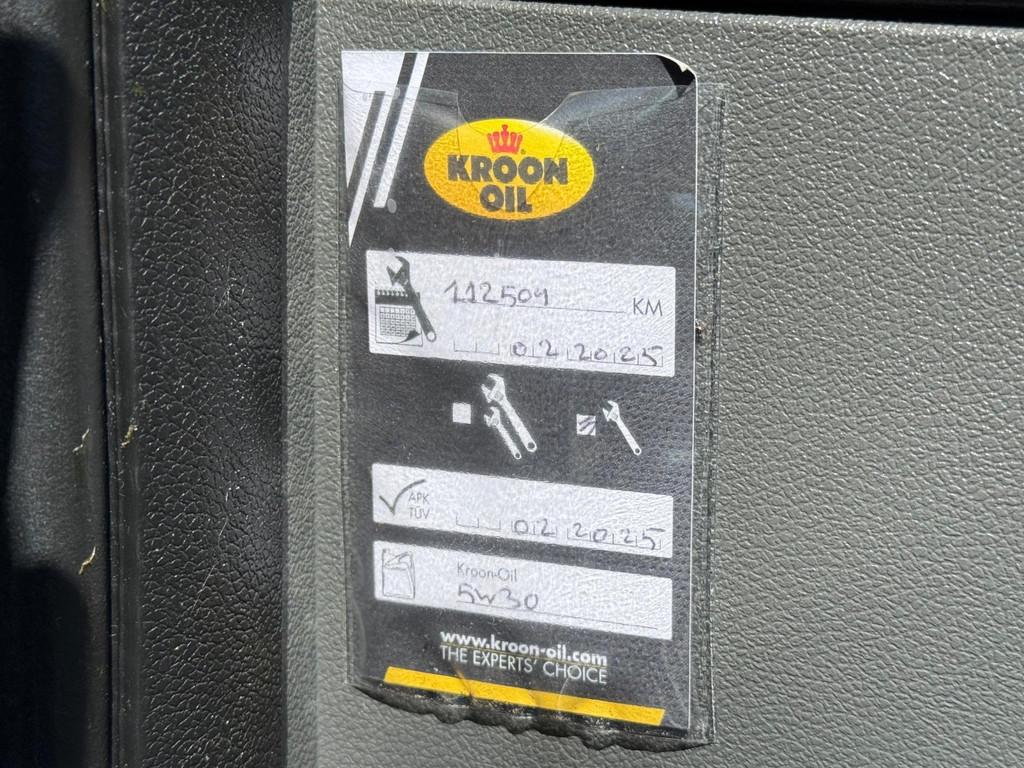 KROON
OIL
112509 KM
02 2025
APK
TÜV
02 2025
Kroon-Oil
5W30
www.kroon-oil.com
THE EXPERTS' CHOICE